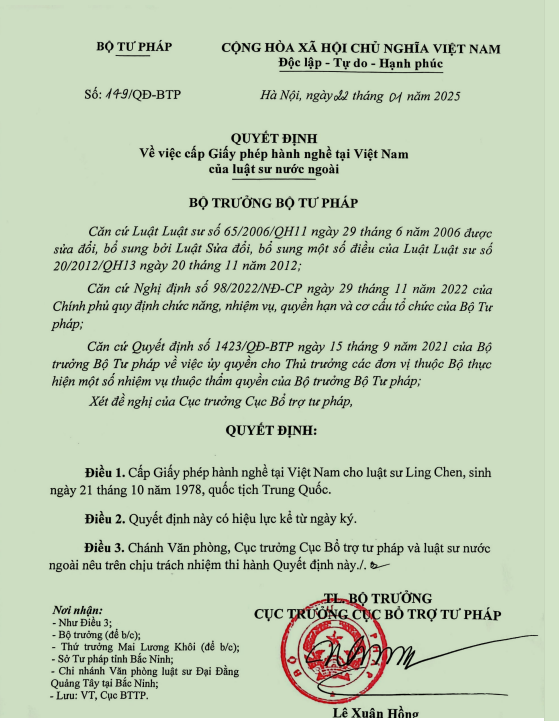 BỘ TƯ PHÁP
CỘNG HÒA XÃ HỘI CHỦ NGHĨA VIỆT NAM
Độc lập - Tự do - Hạnh phúc
Số: 149/QĐ-BTP
Hà Nội, ngày 22 tháng 01 năm 2025
QUYẾT ĐỊNH
Về việc cấp Giấy phép hành nghề tại Việt Nam
của luật sư nước ngoài
BỘ TRƯỞNG BỘ TƯ PHÁP
Căn cứ Luật Luật sư số 65/2006/QH11 ngày 29 tháng 6 năm 2006 được
sửa đổi, bổ sung bởi Luật Sửa đổi, bổ sung một số điều của Luật Luật sư số
20/2012/QH13 ngày 20 tháng 11 năm 2012;
Căn cứ Nghị định số 98/2022/NĐ-CP ngày 29 tháng 11 năm 2022 của
Chính phủ quy định chức năng, nhiệm vụ, quyền hạn và cơ cấu tổ chức của Bộ Tư
pháp;
Căn cứ Quyết định số 1423/QĐ-BTP ngày 15 tháng 9 năm 2021 của Bộ
trưởng Bộ Tư pháp về việc ủy quyền cho Thủ trưởng các đơn vị thuộc Bộ thực
hiện một số nhiệm vụ thuộc thẩm quyền của Bộ trưởng Bộ Tư pháp;
Xét đề nghị của Cục trưởng Cục Bổ trợ tư pháp,
QUYẾT ĐỊNH:
Điều 1. Cấp Giấy phép hành nghề tại Việt Nam cho luật sư Ling Chen, sinh
ngày 21 tháng 10 năm 1978, quốc tịch Trung Quốc.
Điều 2. Quyết định này có hiệu lực kể từ ngày ký.
Điều 3. Chánh Văn phòng, Cục trưởng Cục Bổ trợ tư pháp và luật sư nước
ngoài nêu trên chịu trách nhiệm thi hành Quyết định này./.
Nơi nhận:
- Như Điều 3;
- Bộ trưởng (để b/c);
- Thứ trưởng Mai Lương Khôi (để b/c);
- Sở Tư pháp tỉnh Bắc Ninh;
- Chi nhánh Văn phòng luật sư Đại Đằng
Quảng Tây tại Bắc Ninh;
- Lưu: VT, Cục BTTP.
TL. BỘ TRƯỞNG
CỤC TRƯỞNG CỤC BỔ TRỢ TƯ PHÁP
BỘ PHÁP
Lê Xuân Hồng